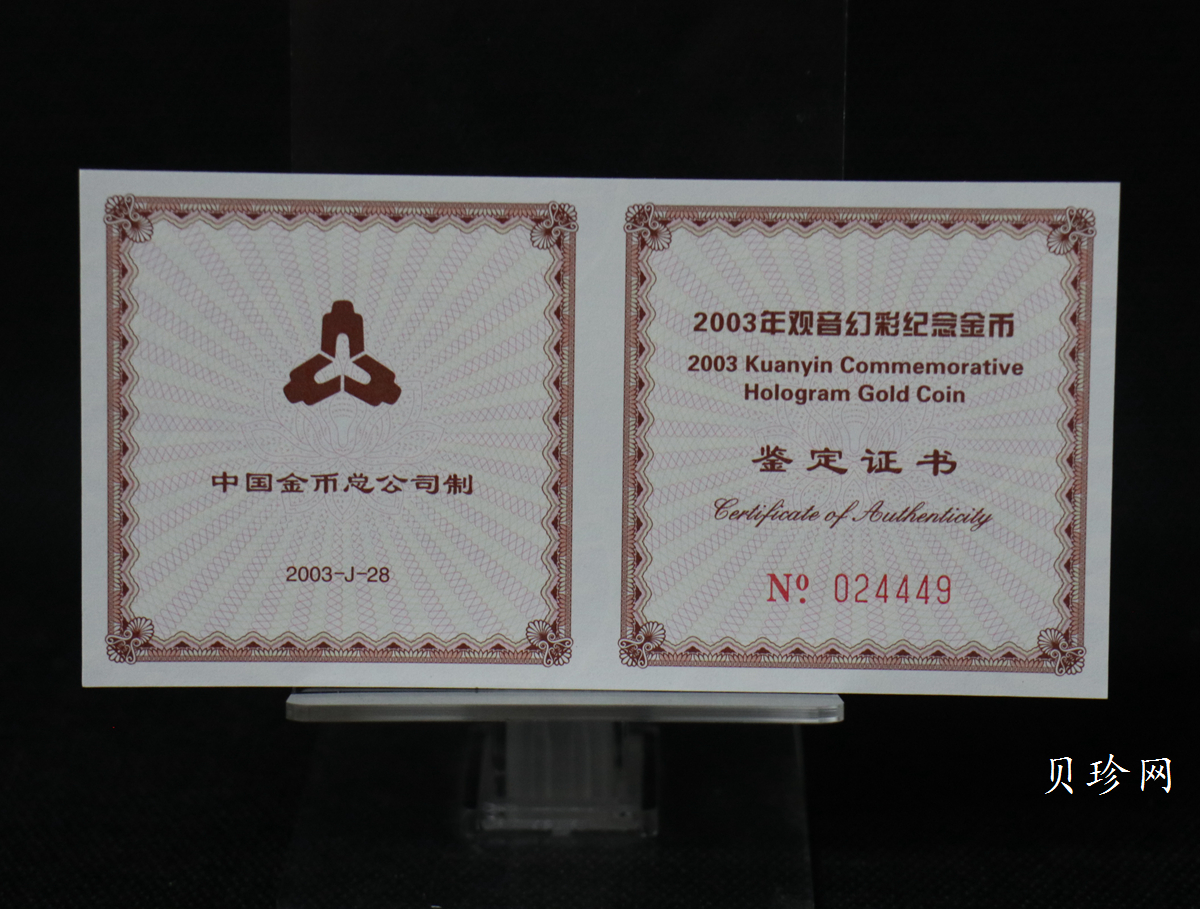 中国金币总公司制
2003-J-28
2003年观音幻彩纪念金币
2003 Kuanyin Commemorative
Hologram Gold Coin
鉴定证书
Certificate of Authenticity
Nº 024449
贝珍网